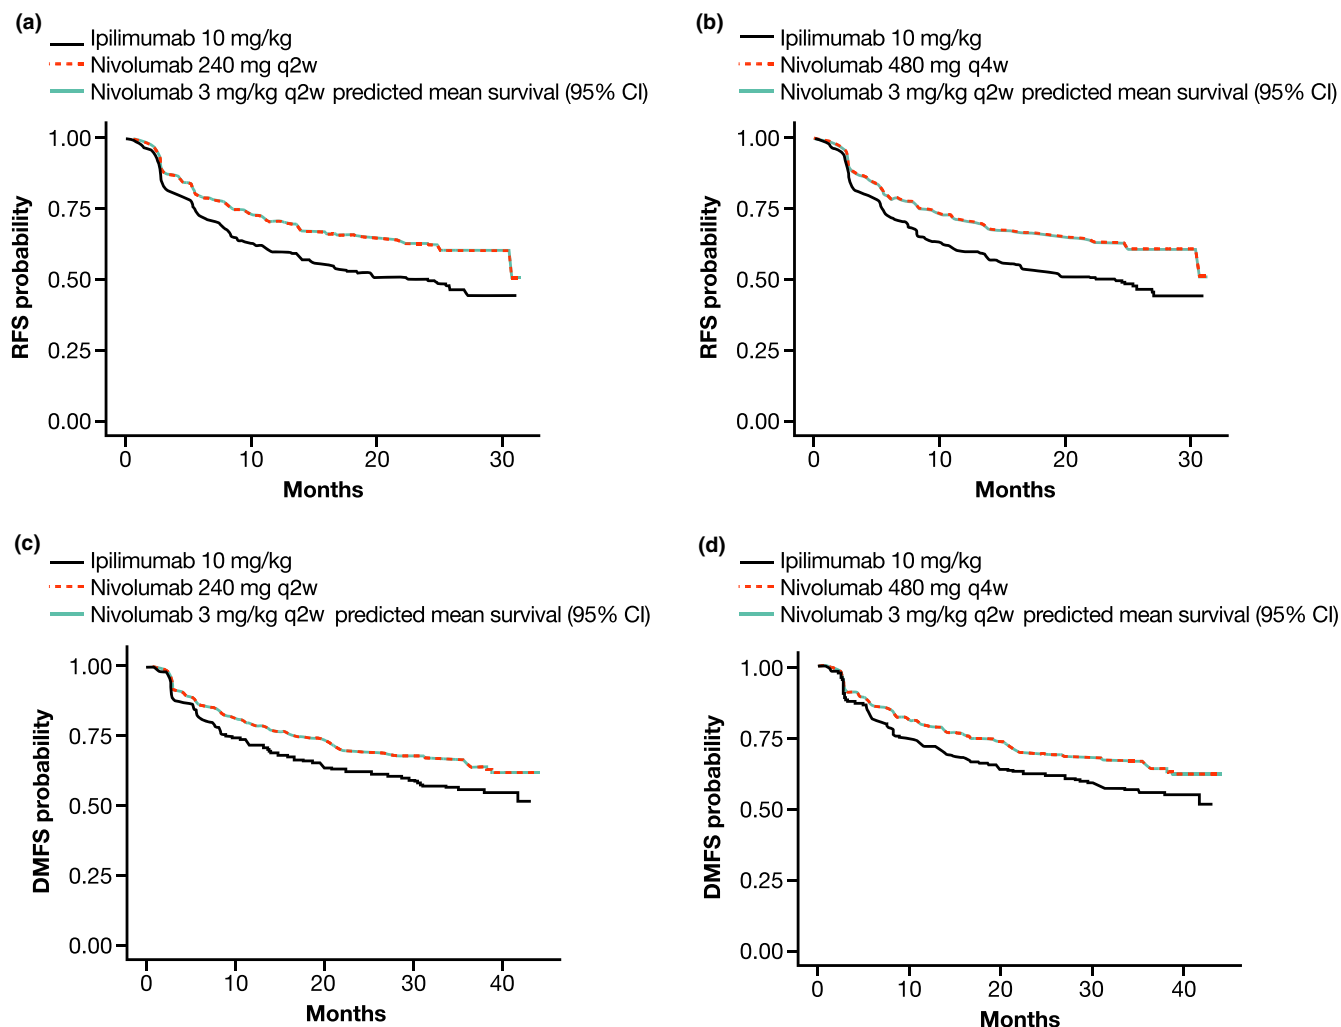 (a)
Ipilimumab 10 mg/kg
Nivolumab 240 mg q2w
Nivolumab 3 mg/kg q2w predicted mean survival (95% CI)
1.00
0.75
0.50
0.25
0.00
RFS probability
0 10 20 30
Months
(b)
Ipilimumab 10 mg/kg
Nivolumab 480 mg q4w
Nivolumab 3 mg/kg q2w predicted mean survival (95% CI)
1.00
0.75
0.50
0.25
0.00
RFS probability
0 10 20 30
Months
(c)
Ipilimumab 10 mg/kg
Nivolumab 240 mg q2w
Nivolumab 3 mg/kg q2w predicted mean survival (95% CI)
1.00
0.75
0.50
0.25
0.00
DMFS probability
0 10 20 30 40
Months
(d)
Ipilimumab 10 mg/kg
Nivolumab 480 mg q4w
Nivolumab 3 mg/kg q2w predicted mean survival (95% CI)
1.00
0.75
0.50
0.25
0.00
DMFS probability
0 10 20 30 40
Months